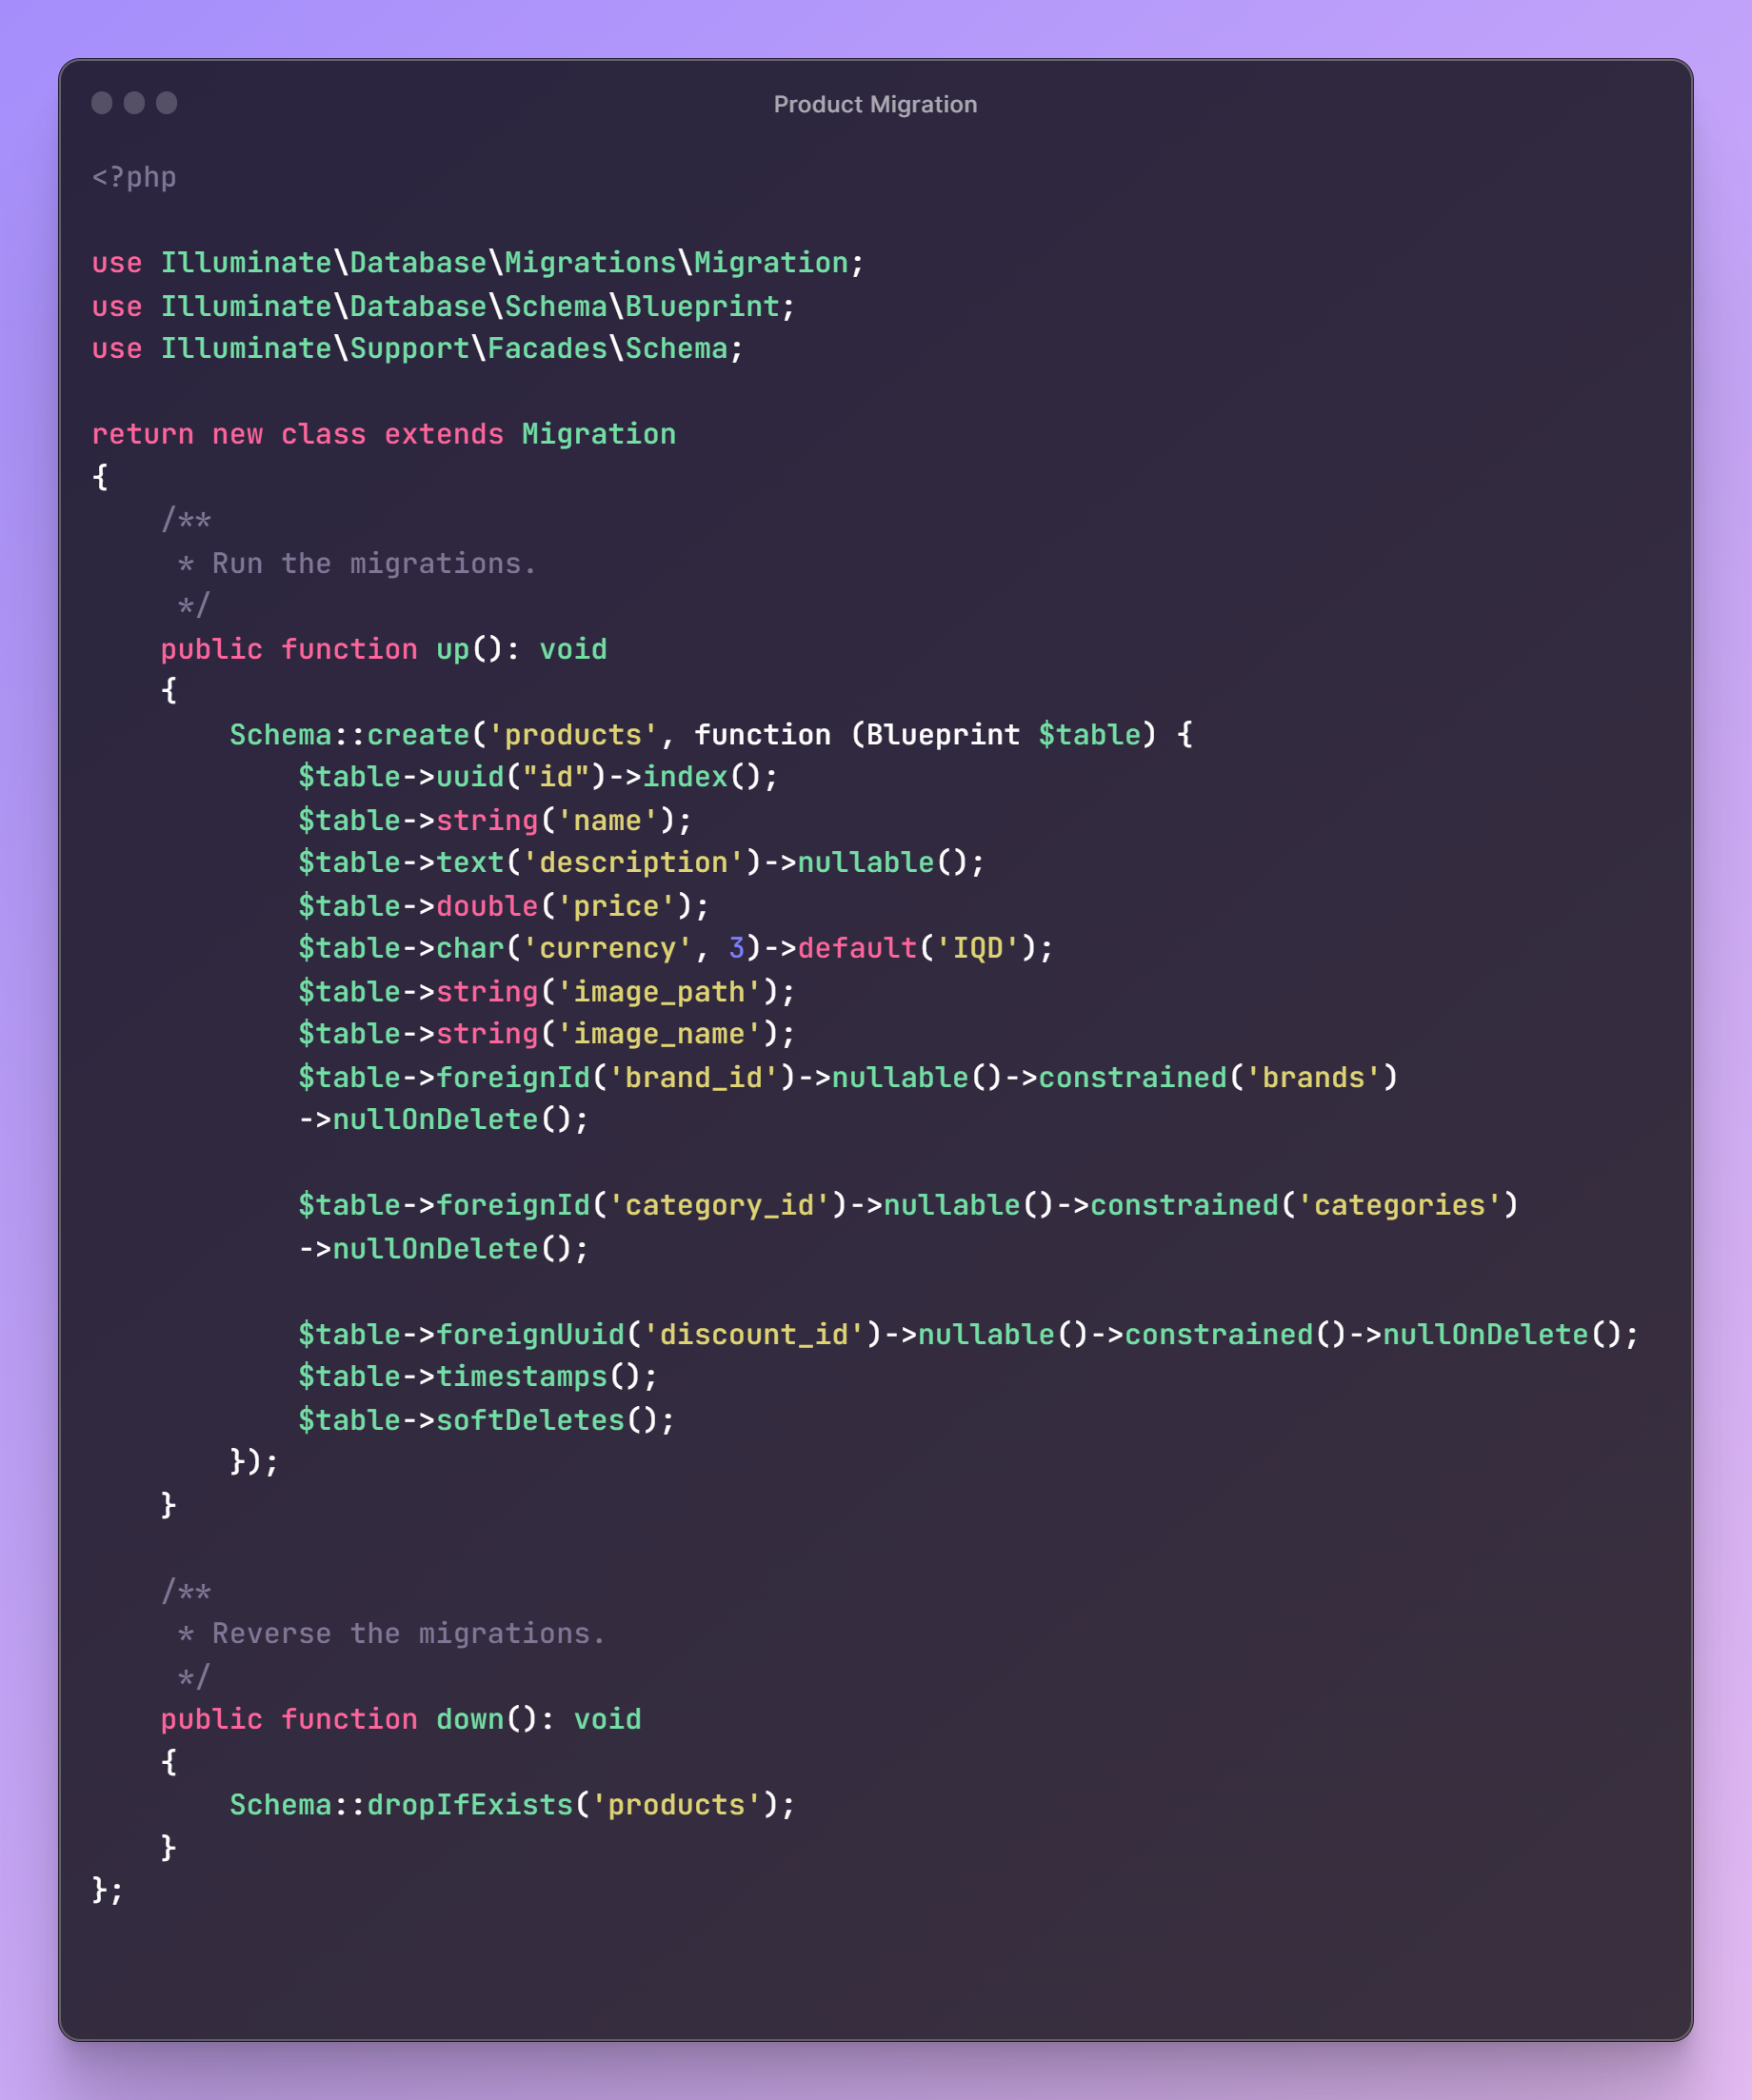 Product Migration
<?php

use Illuminate\Database\Migrations\Migration;
use Illuminate\Database\Schema\Blueprint;
use Illuminate\Support\Facades\Schema;

return new class extends Migration
{
    /**
     * Run the migrations.
     */
    public function up(): void
    {
        Schema::create('products', function (Blueprint $table) {
            $table->uuid("id")->index();
            $table->string('name');
            $table->text('description')->nullable();
            $table->double('price');
            $table->char('currency', 3)->default('IQD');
            $table->string('image_path');
            $table->string('image_name');
            $table->foreignId('brand_id')->nullable()->constrained('brands')
            ->nullOnDelete();

            $table->foreignId('category_id')->nullable()->constrained('categories')
            ->nullOnDelete();

            $table->foreignUuid('discount_id')->nullable()->constrained()->nullOnDelete();
            $table->timestamps();
            $table->softDeletes();
        });
    }

    /**
     * Reverse the migrations.
     */
    public function down(): void
    {
        Schema::dropIfExists('products');
    }
};